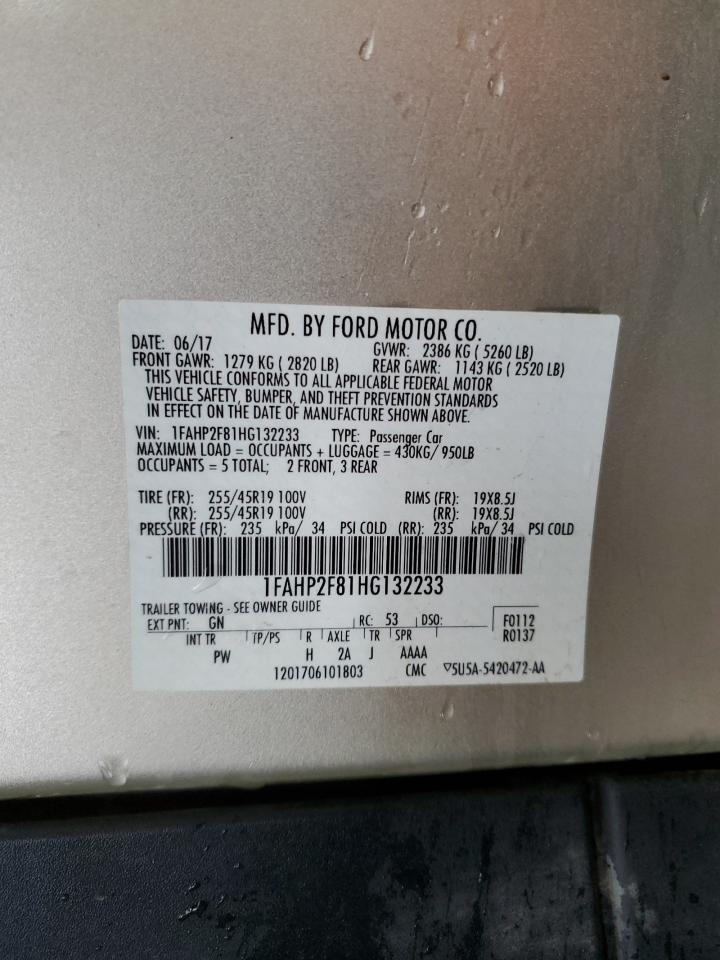 MFD. BY FORD MOTOR CO.
DATE: 06/17 GVWR: 2386 KG ( 5260 LB)
FRONT GAWR: 1279 KG ( 2820 LB) REAR GAWR: 1143 KG ( 2520 LB)
THIS VEHICLE CONFORMS TO ALL APPLICABLE FEDERAL MOTOR
VEHICLE SAFETY, BUMPER, AND THEFT PREVENTION STANDARDS
IN EFFECT ON THE DATE OF MANUFACTURE SHOWN ABOVE.
VIN: 1FAHP2F81HG132233 TYPE: Passenger Car
MAXIMUM LOAD = OCCUPANTS + LUGGAGE = 430KG/ 950LB
OCCUPANTS = 5 TOTAL; 2 FRONT, 3 REAR
TIRE (FR): 255/45R19 100V RIMS (FR): 19X8.5J
(RR): 255/45R19 100V (RR): 19X8.5J
PRESSURE (FR): 235 kPa/ 34 PSI COLD (RR): 235 kPa/ 34 PSI COLD
1FAHP2F81HG132233
TRAILER TOWING - SEE OWNER GUIDE
EXT PNT: GN RC: 53 DSO: F0112
INT TR TP/PS R AXLE TR SPR R0137
PW H 2A J AAAA
1201706101803 CMC ▽5U5A-5420472-AA